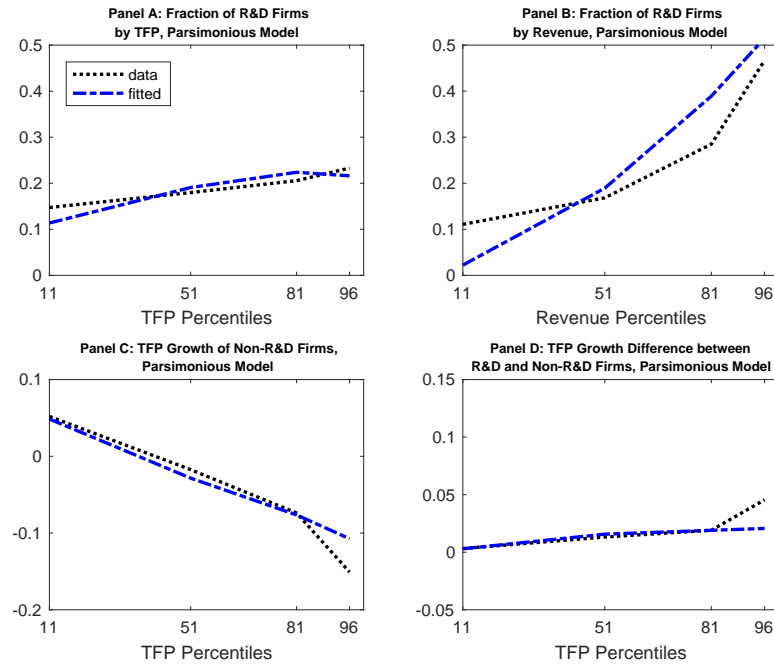 Panel A: Fraction of R&D Firms
by TFP, Parsimonious Model
0.5
0.4
0.3
0.2
0.1
0
data
fitted
11 51 81 96
TFP Percentiles
Panel B: Fraction of R&D Firms
by Revenue, Parsimonious Model
0.5
0.4
0.3
0.2
0.1
0
11 51 81 96
Revenue Percentiles
Panel C: TFP Growth of Non-R&D Firms,
Parsimonious Model
0.1
0
-0.1
-0.2
11 51 81 96
TFP Percentiles
Panel D: TFP Growth Difference between
R&D and Non-R&D Firms, Parsimonious Model
0.15
0.1
0.05
0
-0.05
11 51 81 96
TFP Percentiles